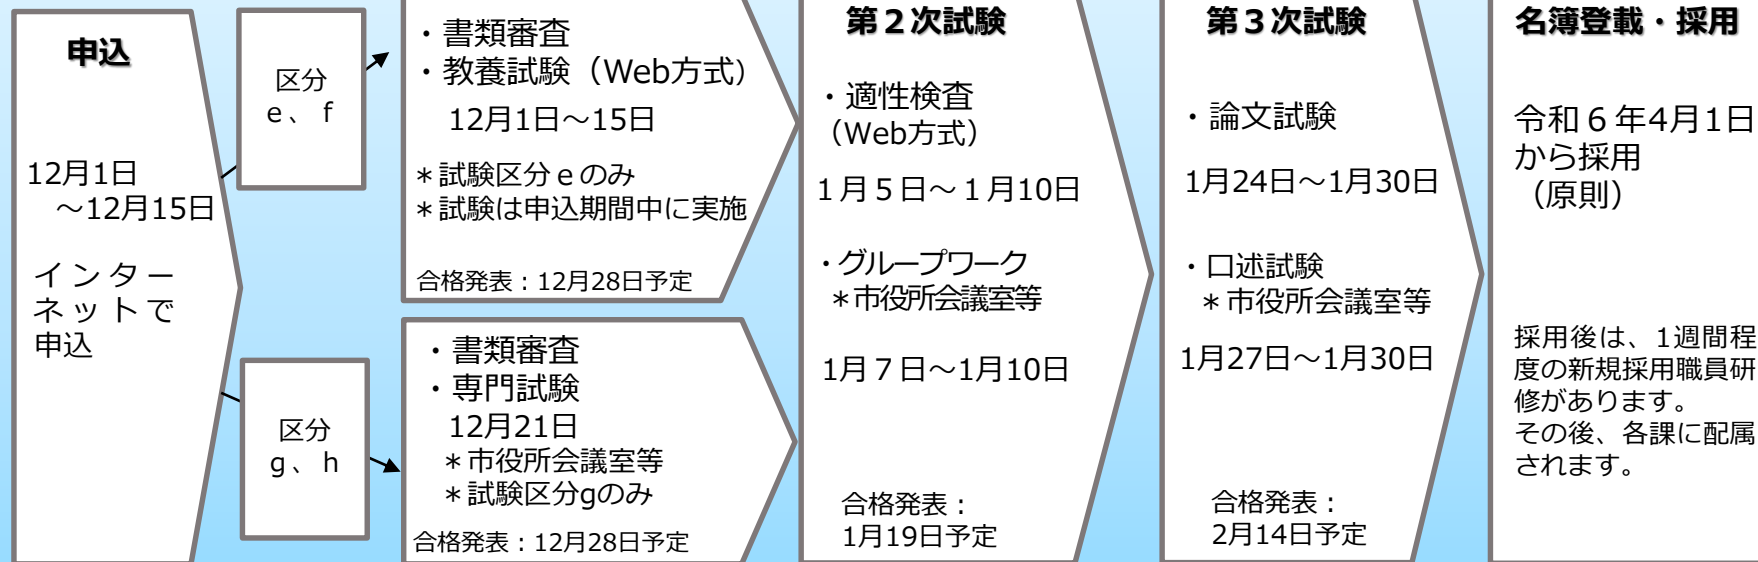 申込
12月1日
～12月15日
インター
ネットで
申込
区分
e、f
・書類審査
・教養試験（Web方式）
12月1日～15日
＊試験区分ｅのみ
＊試験は申込期間中に実施
合格発表：12月28日予定
区分
g、h
・書類審査
・専門試験
12月21日
＊市役所会議室等
＊試験区分gのみ
合格発表：12月28日予定
第２次試験
・適性検査
（Web方式）
１月５日～１月10日
・グループワーク
＊市役所会議室等
1月７日～1月10日
合格発表：
1月19日予定
第３次試験
・論文試験
1月24日～1月30日
・口述試験
＊市役所会議室等
1月27日～1月30日
合格発表：
2月14日予定
名簿登載・採用
令和６年4月1日
から採用
（原則）
採用後は、1週間程
度の新規採用職員研
修があります。
その後、各課に配属
されます。